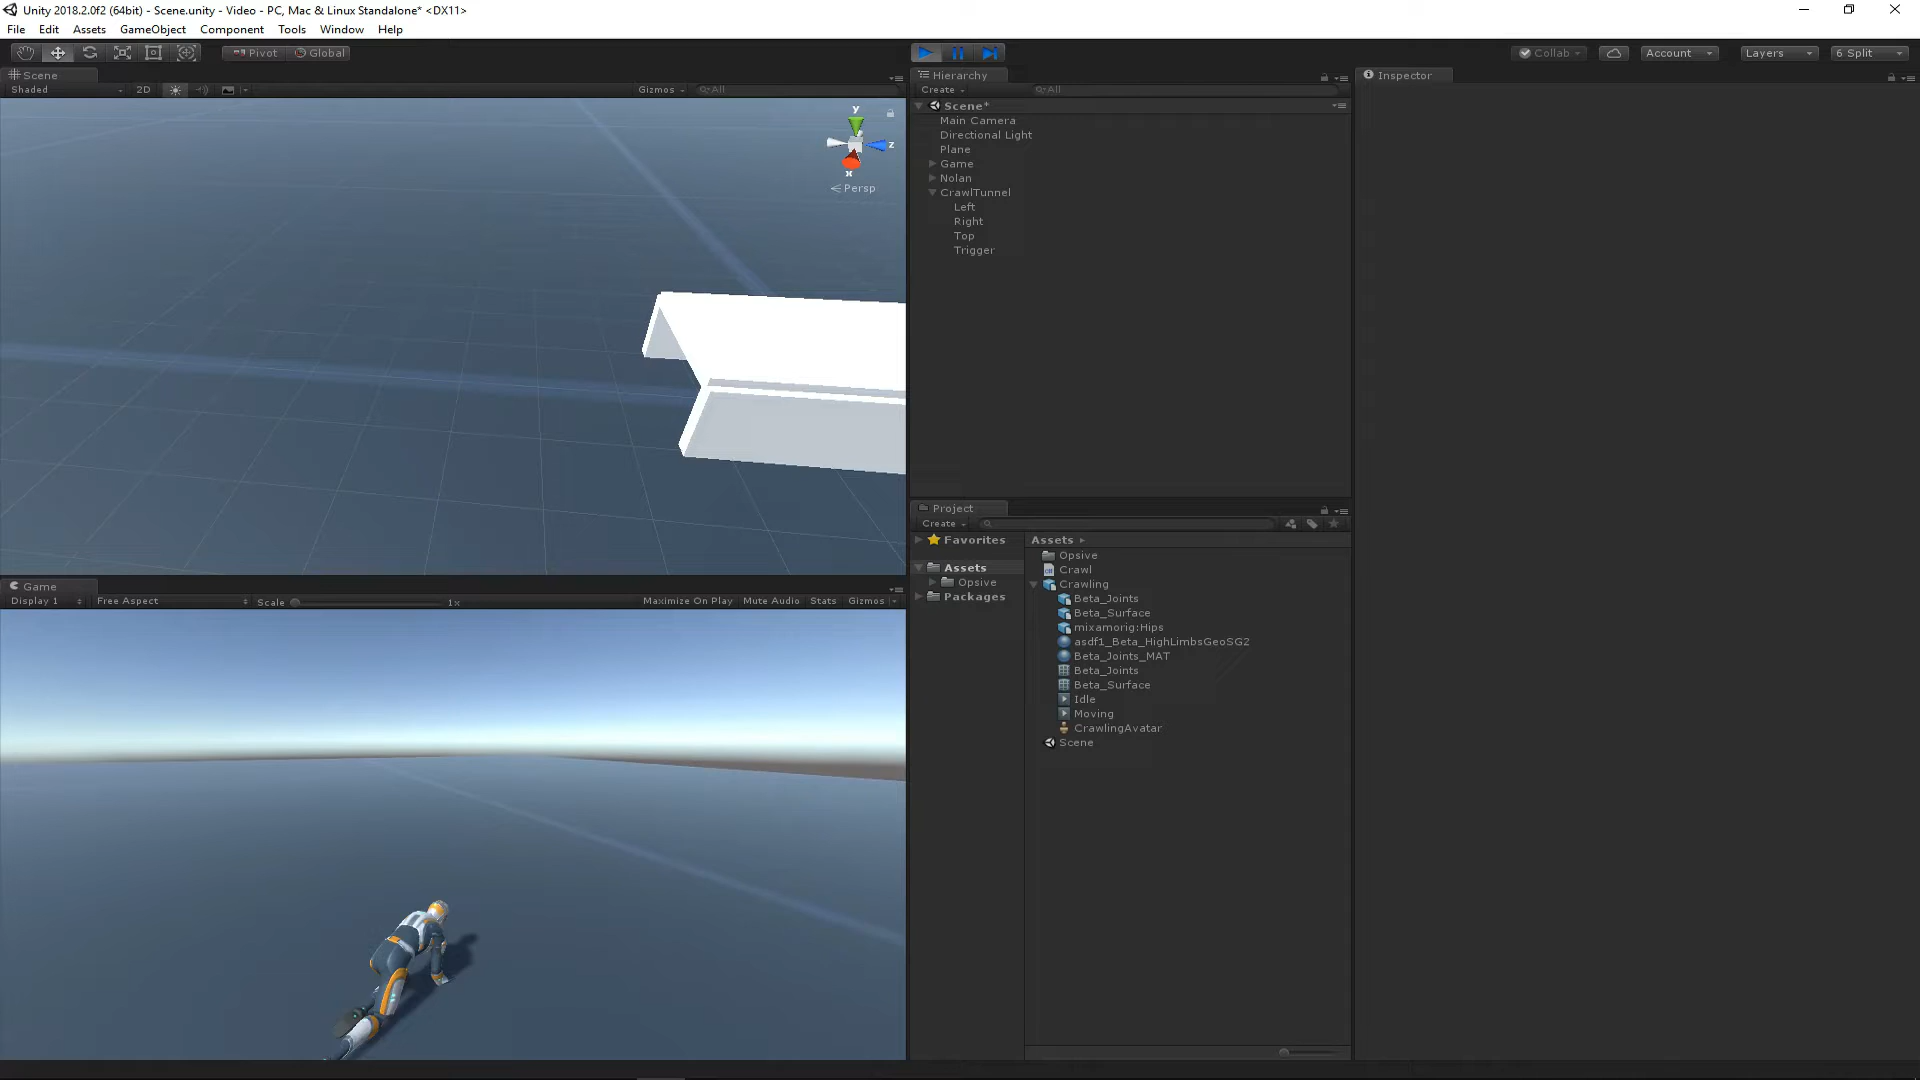 Unity 2018.2.0f2 (64bit) - Scene.unity - Video - PC, Mac & Linux Standalone* <DX11>
File Edit Assets GameObject Component Tools Window Help
Pivot Global
Collab Account Layers 6 Split
Scene
Shaded 2D Gizmos All
y
z
x
Persp
Hierarchy
Create All
Scene*
Main Camera
Directional Light
Plane
Game
Nolan
CrawlTunnel
Left
Right
Top
Trigger
Inspector
Project
Create
Favorites
Assets
Opsive
Packages
Assets
Opsive
Crawl
Crawling
Beta_Joints
Beta_Surface
mixamorig:Hips
asdf1_Beta_HighLimbsGeoSG2
Beta_Joints_MAT
Beta_Joints
Beta_Surface
Idle
Moving
CrawlingAvatar
Scene
Game
Display 1 Free Aspect Scale 1x Maximize On Play Mute Audio Stats Gizmos